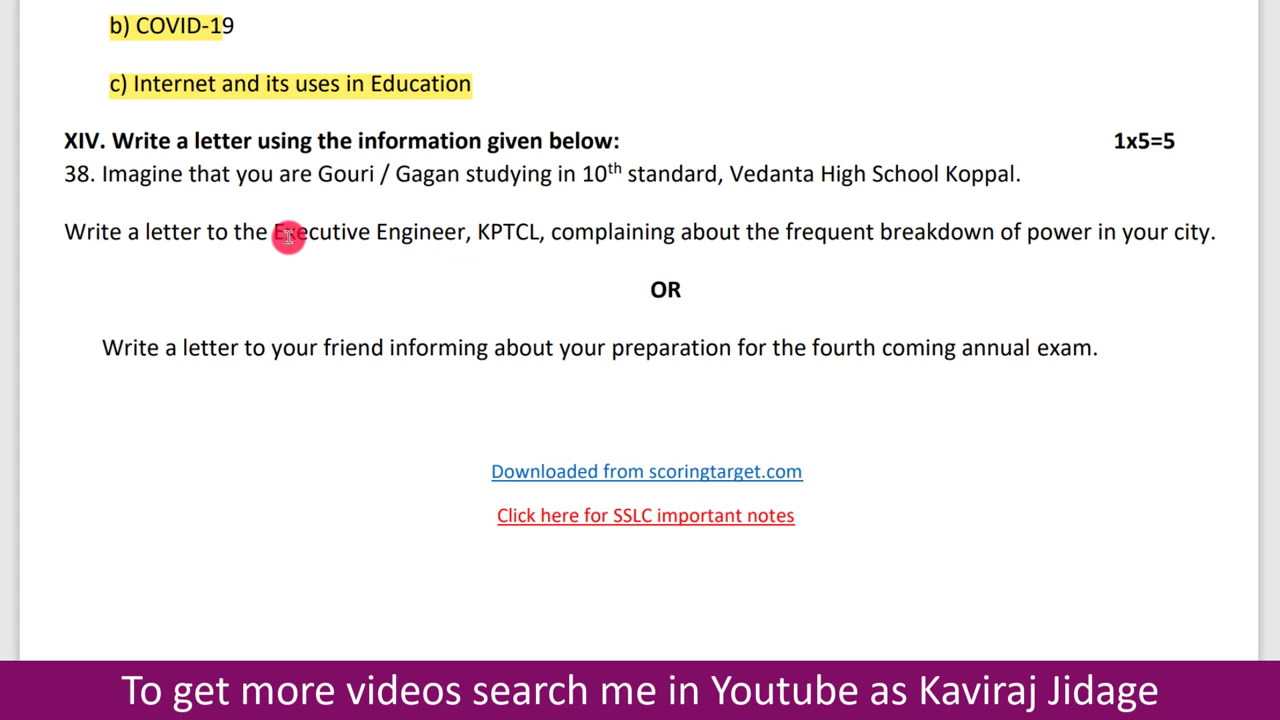 b) COVID-19
c) Internet and its uses in Education
XIV. Write a letter using the information given below: 1x5=5
38. Imagine that you are Gouri / Gagan studying in 10th standard, Vedanta High School Koppal.
Write a letter to the Executive Engineer, KPTCL, complaining about the frequent breakdown of power in your city.
OR
Write a letter to your friend informing about your preparation for the fourth coming annual exam.
Downloaded from scoringtarget.com
Click here for SSLC important notes
To get more videos search me in Youtube as Kaviraj Jidage